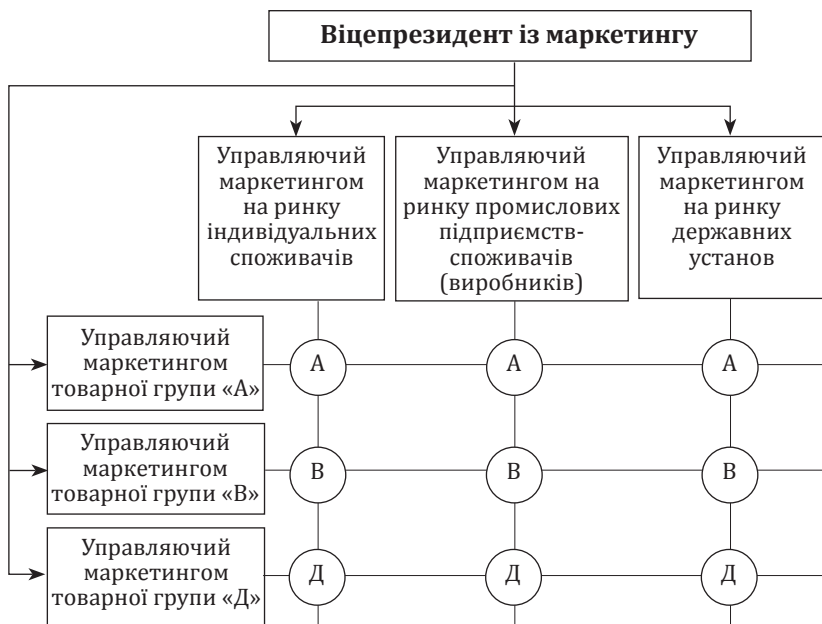 Віцепрезидент із маркетингу
Управляючий
маркетингом
на ринку
індивідуальних
споживачів
Управляючий
маркетингом на
ринку промислових
підприємств-
споживачів
(виробників)
Управляючий
маркетингом
на ринку
державних
установ
Управляючий
маркетингом
товарної групи «А»
А
А
А
Управляючий
маркетингом
товарної групи «В»
В
В
В
Управляючий
маркетингом
товарної групи «Д»
Д
Д
Д